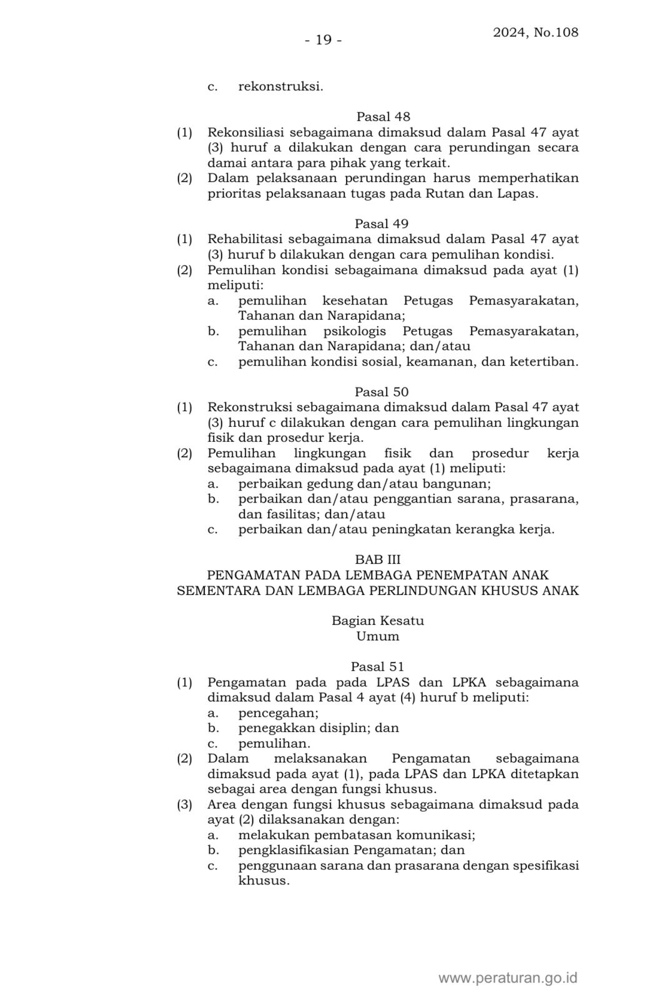 2024, No.108
- 19 -
c. rekonstruksi.
Pasal 48
(1) Rekonsiliasi sebagaimana dimaksud dalam Pasal 47 ayat
(3) huruf a dilakukan dengan cara perundingan secara
damai antara para pihak yang terkait.
(2) Dalam pelaksanaan perundingan harus memperhatikan
prioritas pelaksanaan tugas pada Rutan dan Lapas.
Pasal 49
(1) Rehabilitasi sebagaimana dimaksud dalam Pasal 47 ayat
(3) huruf b dilakukan dengan cara pemulihan kondisi.
(2) Pemulihan kondisi sebagaimana dimaksud pada ayat (1)
meliputi:
a. pemulihan kesehatan Petugas Pemasyarakatan,
Tahanan dan Narapidana;
b. pemulihan psikologis Petugas Pemasyarakatan,
Tahanan dan Narapidana; dan/atau
c. pemulihan kondisi sosial, keamanan, dan ketertiban.
Pasal 50
(1) Rekonstruksi sebagaimana dimaksud dalam Pasal 47 ayat
(3) huruf c dilakukan dengan cara pemulihan lingkungan
fisik dan prosedur kerja.
(2) Pemulihan lingkungan fisik dan prosedur kerja
sebagaimana dimaksud pada ayat (1) meliputi:
a. perbaikan gedung dan/atau bangunan;
b. perbaikan dan/atau penggantian sarana, prasarana,
dan fasilitas; dan/atau
c. perbaikan dan/atau peningkatan kerangka kerja.
BAB III
PENGAMATAN PADA LEMBAGA PENEMPATAN ANAK
SEMENTARA DAN LEMBAGA PERLINDUNGAN KHUSUS ANAK
Bagian Kesatu
Umum
Pasal 51
(1) Pengamatan pada pada LPAS dan LPKA sebagaimana
dimaksud dalam Pasal 4 ayat (4) huruf b meliputi:
a. pencegahan;
b. penegakkan disiplin; dan
c. pemulihan.
(2) Dalam melaksanakan Pengamatan sebagaimana
dimaksud pada ayat (1), pada LPAS dan LPKA ditetapkan
sebagai area dengan fungsi khusus.
(3) Area dengan fungsi khusus sebagaimana dimaksud pada
ayat (2) dilaksanakan dengan:
a. melakukan pembatasan komunikasi;
b. pengklasifikasian Pengamatan; dan
c. penggunaan sarana dan prasarana dengan spesifikasi
khusus.
www.peraturan.go.id